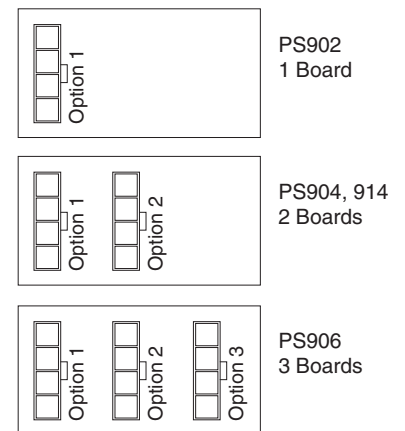 Option 1
PS902
1 Board
Option 1
Option 2
PS904, 914
2 Boards
Option 1
Option 2
Option 3
PS906
3 Boards